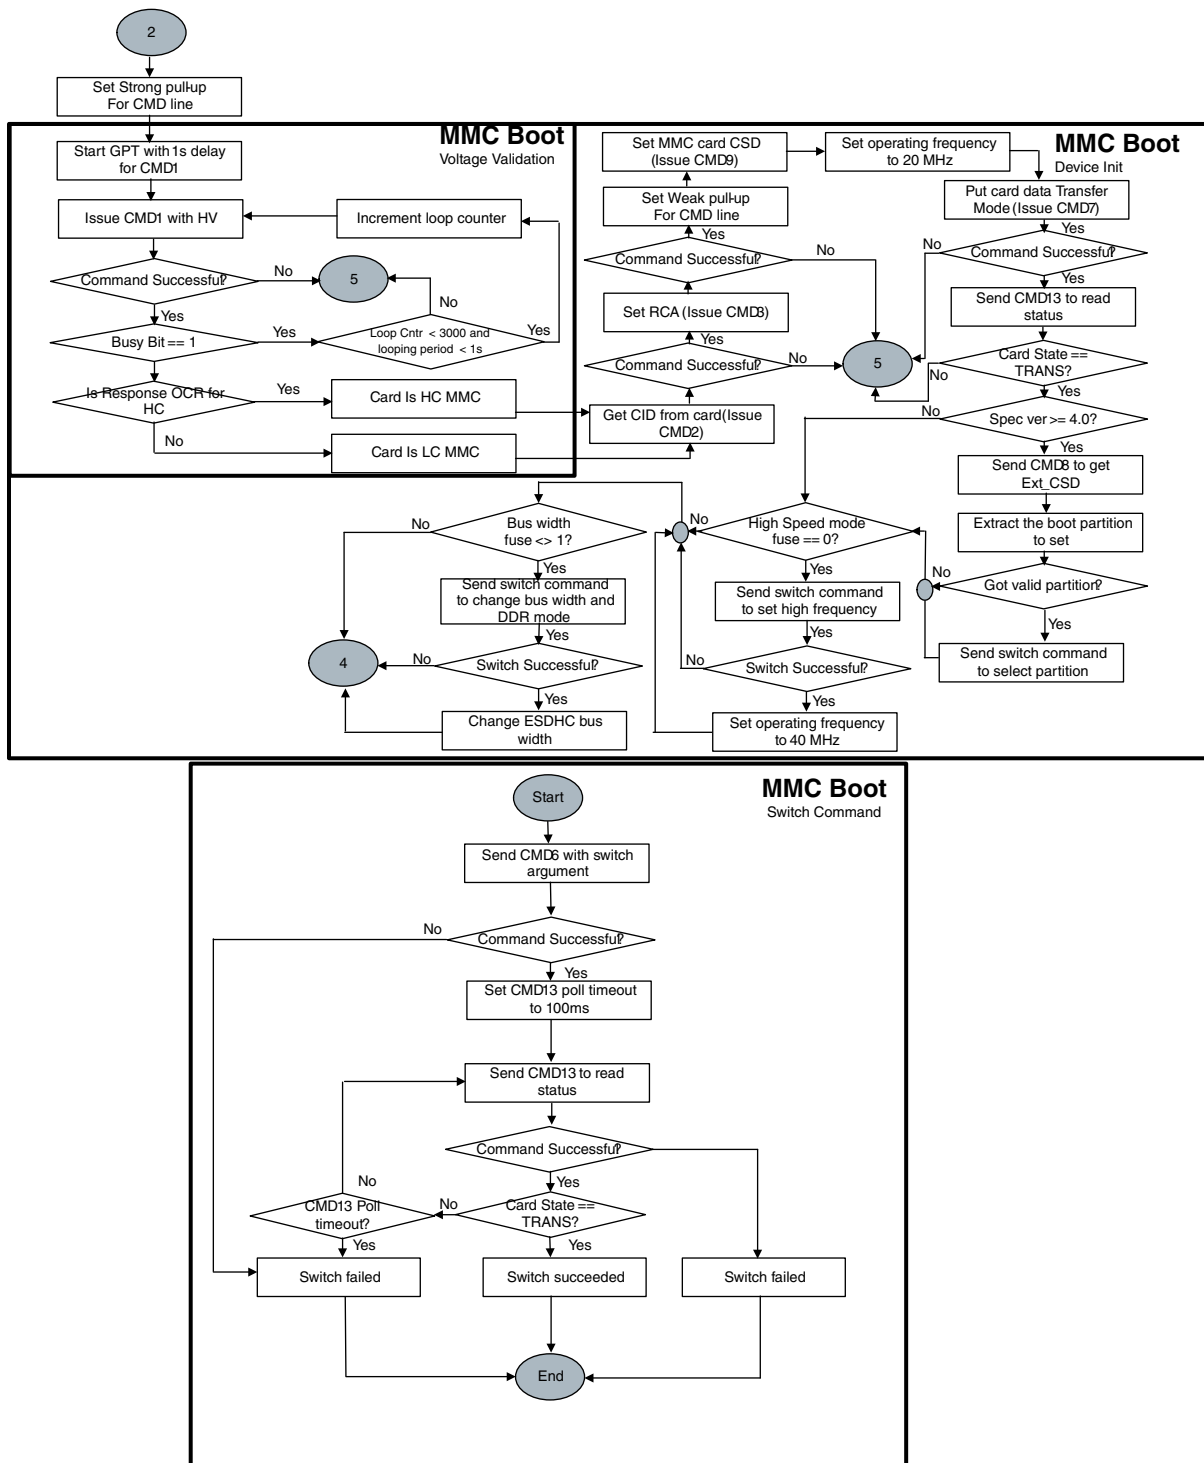 2
Set Strong pull-up
For CMD line
MMC Boot
Voltage Validation
Start GPT with 1s delay
for CMD1
Issue CMD1 with HV
Increment loop counter
Command Successful?
No
5
Yes
No
Busy Bit == 1
Yes
Loop Cntr < 3000 and
looping period < 1s
Yes
Is Response OCR for
HC
Yes
Card Is HC MMC
No
Card Is LC MMC
MMC Boot
Device Init
Set MMC card CSD
(Issue CMD9)
Set operating frequency
to 20 MHz
Set Weak pull-up
For CMD line
Put card data Transfer
Mode (Issue CMD7)
Yes
Command Successful?
No
Yes
No
Command Successful?
Set RCA (Issue CMD3)
Yes
Send CMD13 to read
status
Yes
Command Successful?
No
5
Card State ==
TRANS?
No
Get CID from card(Issue
CMD2)
Yes
No
Spec ver >= 4.0?
Yes
Send CMD8 to get
Ext_CSD
Extract the boot partition
to set
No
Got valid partition?
Yes
Send switch command
to select partition
No
High Speed mode
fuse == 0?
Yes
Send switch command
to set high frequency
Yes
No
Switch Successful?
Yes
Set operating frequency
to 40 MHz
No
Bus width
fuse <> 1?
Yes
Send switch command
to change bus width and
DDR mode
Yes
4
No
Switch Successful?
Yes
Change ESDHC bus
width
MMC Boot
Switch Command
Start
Send CMD6 with switch
argument
No
Command Successful?
Yes
Set CMD13 poll timeout
to 100ms
Send CMD13 to read
status
Command Successful?
No
Yes
CMD13 Poll
timeout?
No
Card State ==
TRANS?
Yes
Yes
Switch failed
Switch succeeded
Switch failed
End